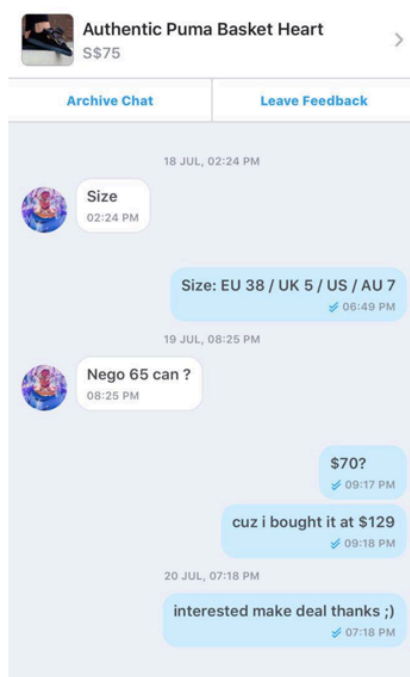 Authentic Puma Basket Heart
S$75
Archive Chat
Leave Feedback
18 JUL, 02:24 PM
Size
02:24 PM
Size: EU 38 / UK 5 / US / AU 7
06:49 PM
19 JUL, 08:25 PM
Nego 65 can ?
08:25 PM
$70?
09:17 PM
cuz i bought it at $129
09:18 PM
20 JUL, 07:18 PM
interested make deal thanks ;)
07:18 PM